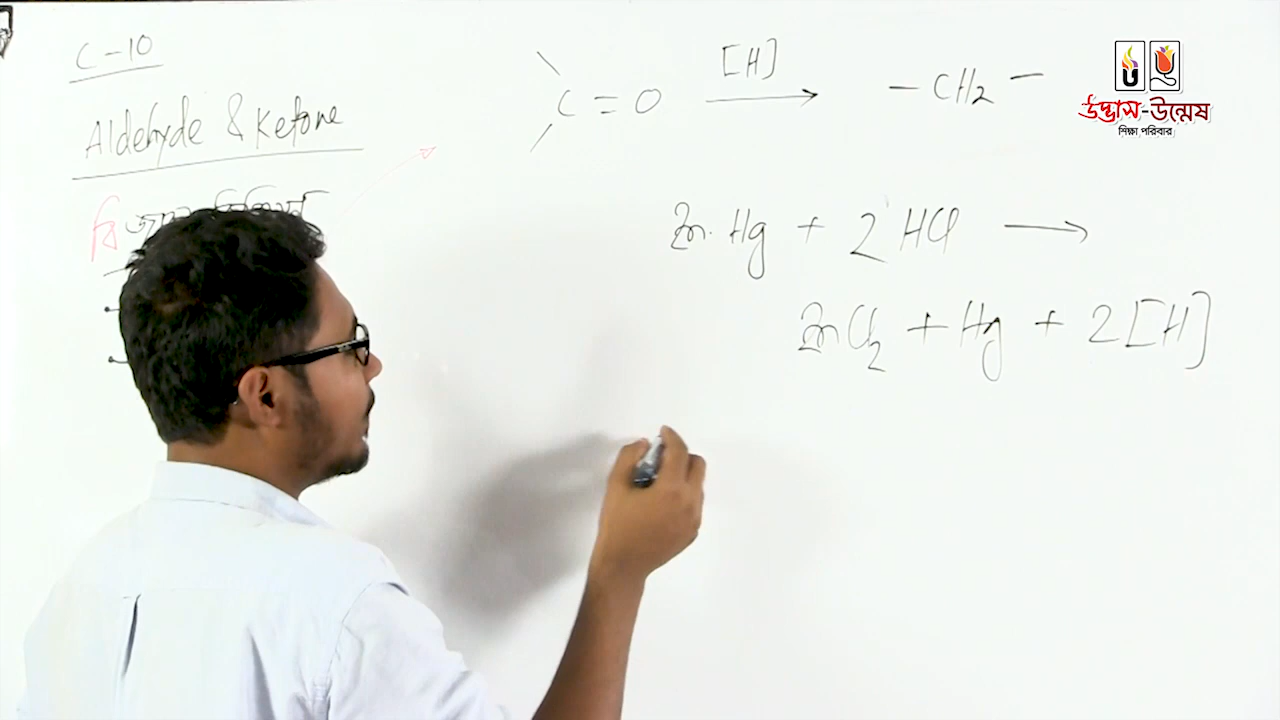 C-10
Aldehyde & Ketone
বি
>C=O [H] → -CH2-
Zn.Hg + 2HCl →
ZnCl2 + Hg + 2[H]
উদ্ভাস-উন্মেষ
শিক্ষা পরিবার